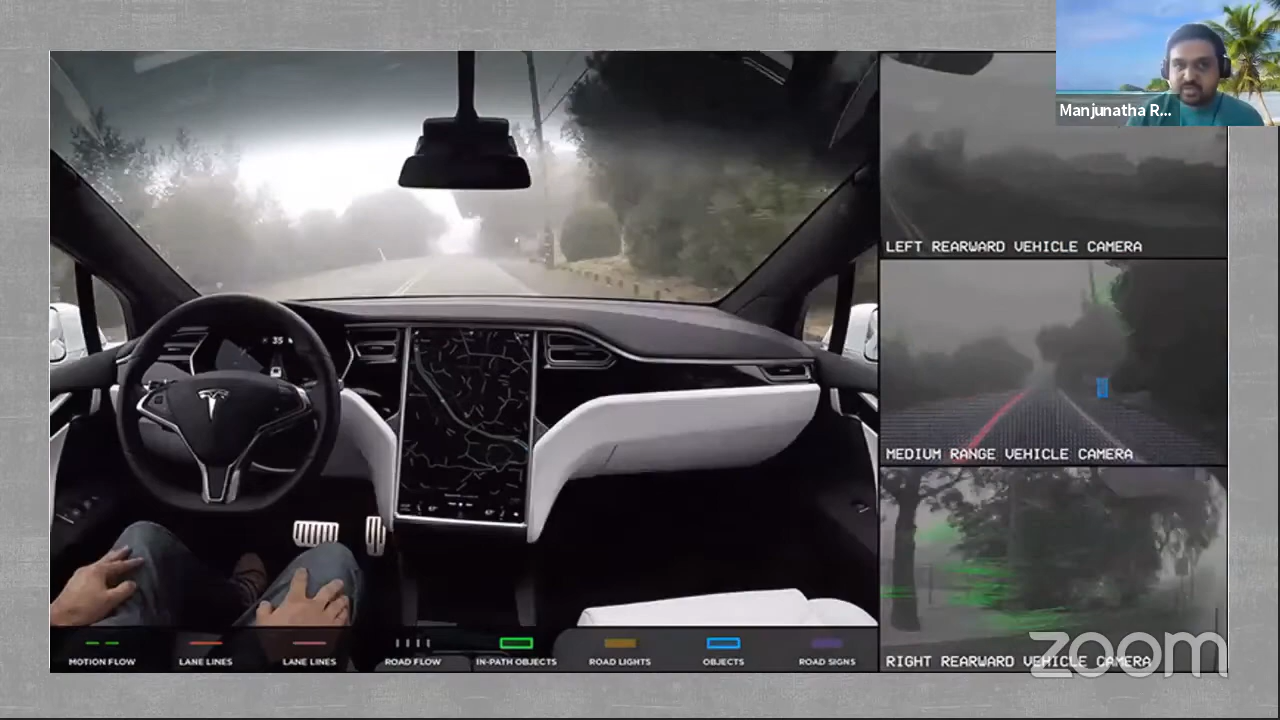 Manjunatha R...
LEFT REARWARD VEHICLE CAMERA
35
MEDIUM RANGE VEHICLE CAMERA
RIGHT REARWARD VEHICLE CAMERA
MOTION FLOW
LANE LINES
LANE LINES
ROAD FLOW
IN-PATH OBJECTS
ROAD LIGHTS
OBJECTS
ROAD SIGNS
zoom